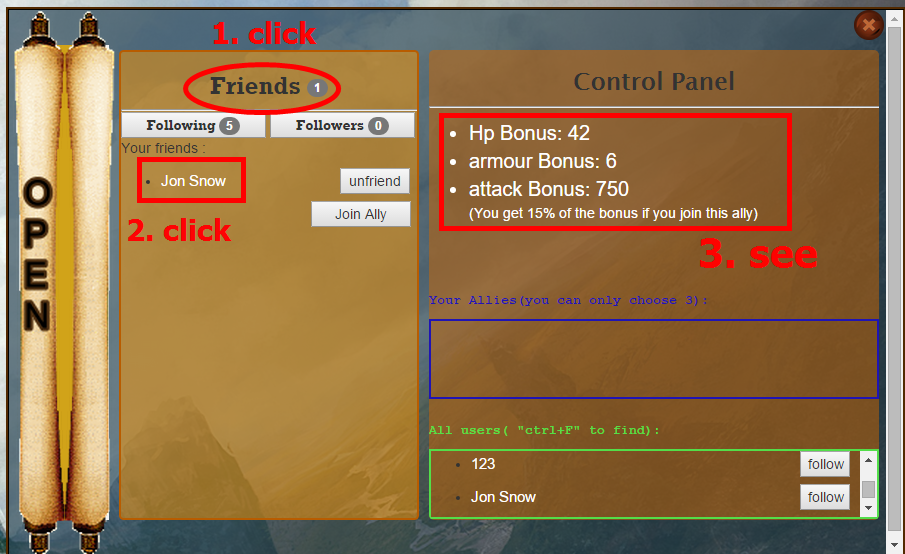 1. click
Friends 1
Following 5
Followers 0
Your friends :
Jon Snow
unfriend
Join Ally
2. click
OPEN
Control Panel
Hp Bonus: 42
armour Bonus: 6
attack Bonus: 750
(You get 15% of the bonus if you join this ally)
3. see
Your Allies(you can only choose 3):
All users( "ctrl+F" to find):
123
follow
Jon Snow
follow